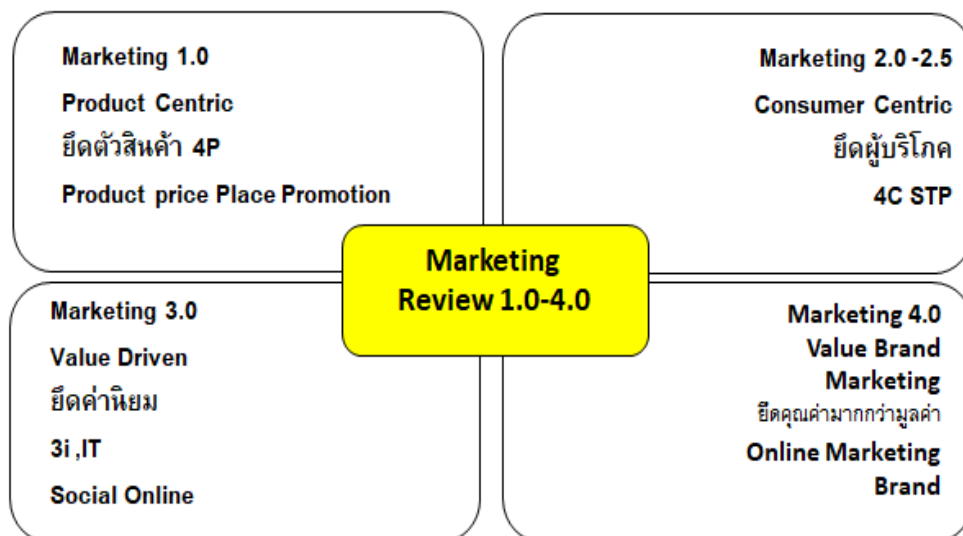 Marketing 1.0
Product Centric
ยึดตัวสินค้า 4P
Product price Place Promotion
Marketing 2.0 -2.5
Consumer Centric
ยึดผู้บริโภค
4C STP
Marketing
Review 1.0-4.0
Marketing 3.0
Value Driven
ยึดค่านิยม
3i ,IT
Social Online
Marketing 4.0
Value Brand
Marketing
ยึดคุณค่ามากกว่ามูลค่า
Online Marketing
Brand